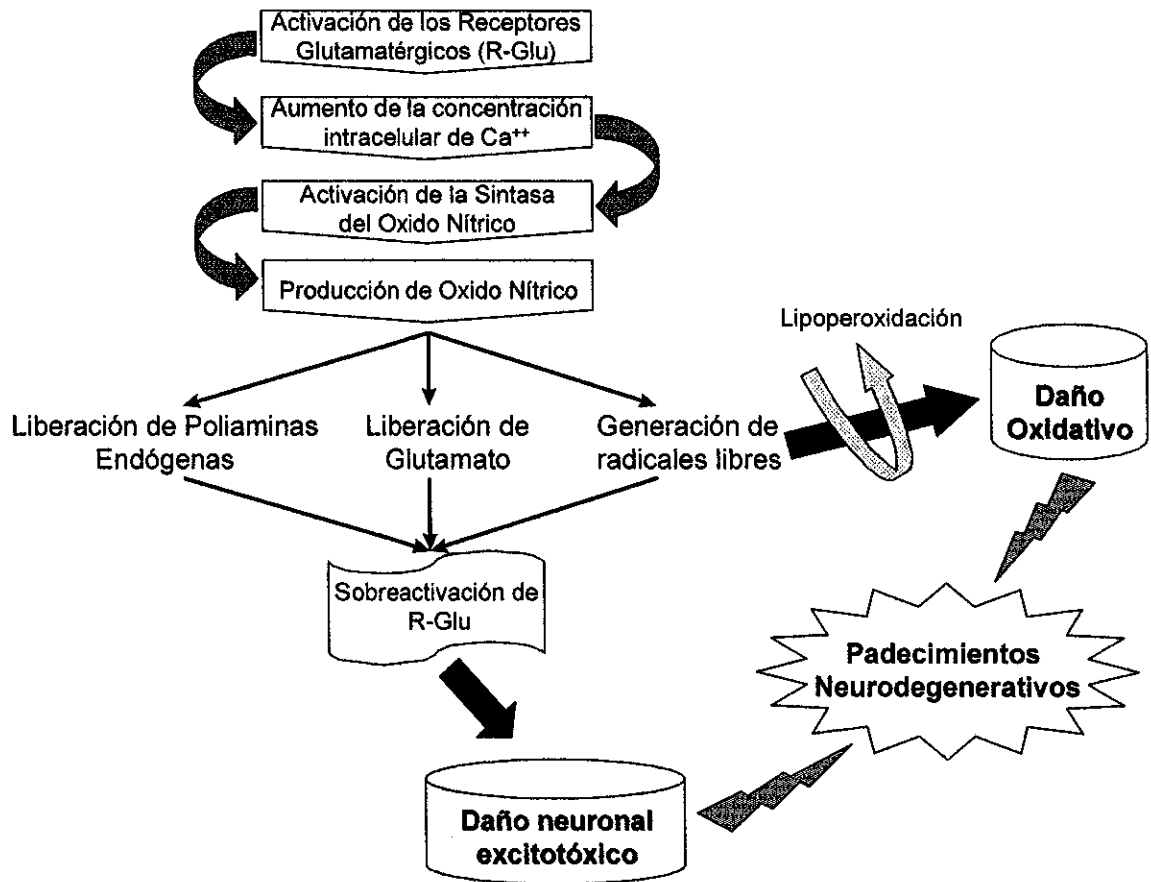 Activación de los Receptores
Glutamatérgicos (R-Glu)
Aumento de la concentración
intracelular de Ca⁺⁺
Activación de la Sintasa
del Oxido Nítrico
Producción de Oxido Nítrico
Lipoperoxidación
Daño
Oxidativo
Liberación de Poliaminas
Endógenas
Liberación de
Glutamato
Generación de
radicales libres
Sobreactivación de
R-Glu
Padecimientos
Neurodegenerativos
Daño neuronal
excitotóxico